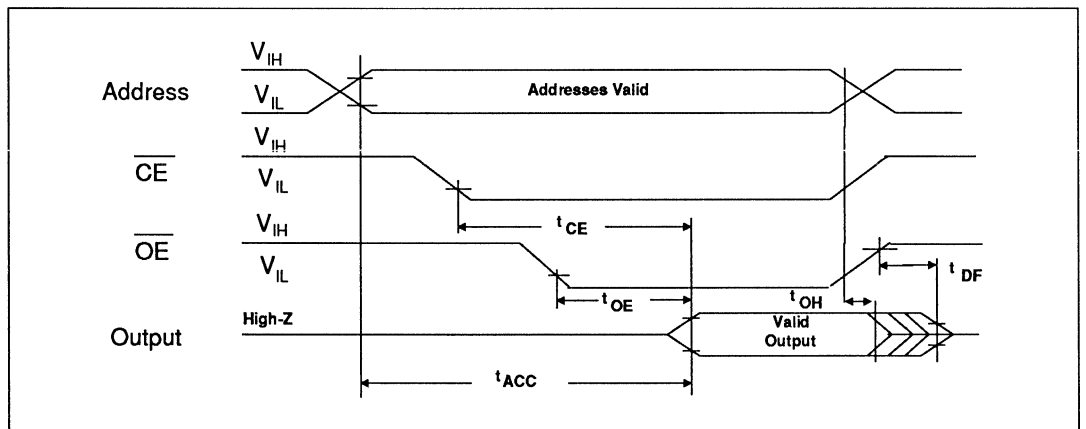 V_IH
Address
V_IL
Addresses Valid
V_IH
CE
V_IL
t_CE
V_IH
OE
V_IL
t_DF
t_OE
t_OH
High-Z
Output
Valid
Output
t_ACC